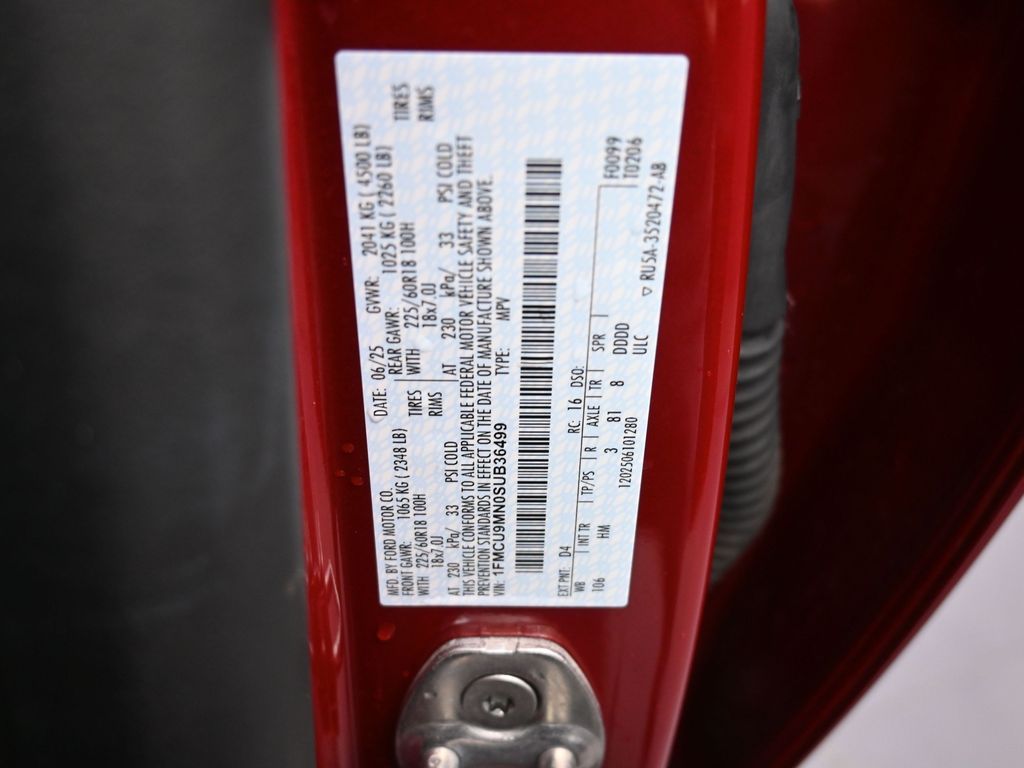 MFD. BY FORD MOTOR CO. DATE: 06/25 GVWR: 2041 KG ( 4500 LB)
FRONT GAWR: 1065 KG ( 2348 LB) REAR GAWR: 1025 KG ( 2260 LB)
WITH 225/60R18 100H TIRES WITH 225/60R18 100H TIRES
18x7.0J RIMS 18x7.0J RIMS
AT 230 kPa/ 33 PSI COLD AT 230 kPa/ 33 PSI COLD
THIS VEHICLE CONFORMS TO ALL APPLICABLE FEDERAL MOTOR VEHICLE SAFETY AND THEFT
PREVENTION STANDARDS IN EFFECT ON THE DATE OF MANUFACTURE SHOWN ABOVE.
VIN: 1FMCU9MN0SUB36499 TYPE: MPV
EXT PNT: D4 RC: 16 DSO: F0099
WB INT TR TP/PS R AXLE TR SPR T0206
106 HM 3 81 8 DDDD
ULC
1202506101280 ▽ RU5A-3520472-AB